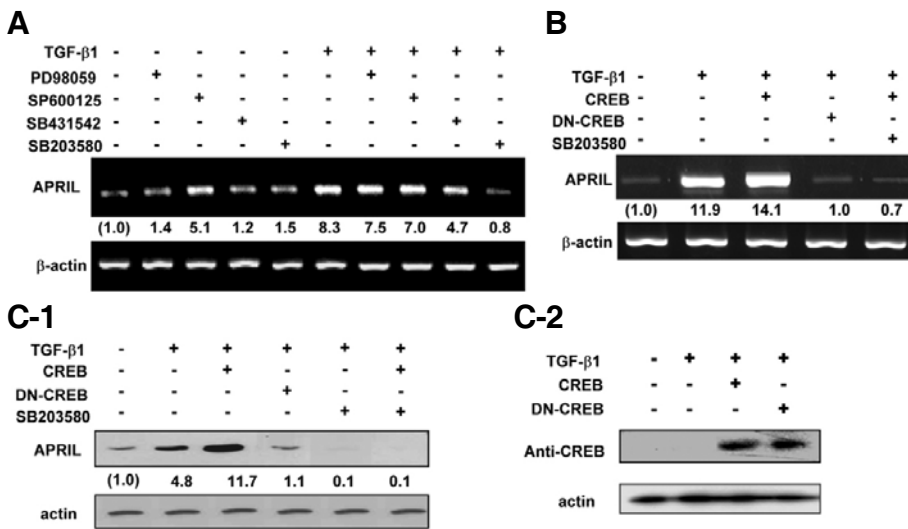 A
TGF-β1 - - - - - + + + + +
PD98059 - + - - - - + - - -
SP600125 - - + - - - - + - -
SB431542 - - - + - - - - + -
SB203580 - - - - + - - - - +
APRIL
(1.0) 1.4 5.1 1.2 1.5 8.3 7.5 7.0 4.7 0.8
β-actin
B
TGF-β1 - + + + +
CREB - - + - +
DN-CREB - - - + -
SB203580 - - - - +
APRIL
(1.0) 11.9 14.1 1.0 0.7
β-actin
C-1
TGF-β1 - + + + + +
CREB - - + - - +
DN-CREB - - - + - -
SB203580 - - - - + +
APRIL
(1.0) 4.8 11.7 1.1 0.1 0.1
actin
C-2
TGF-β1 - + + +
CREB - - + -
DN-CREB - - - +
Anti-CREB
actin